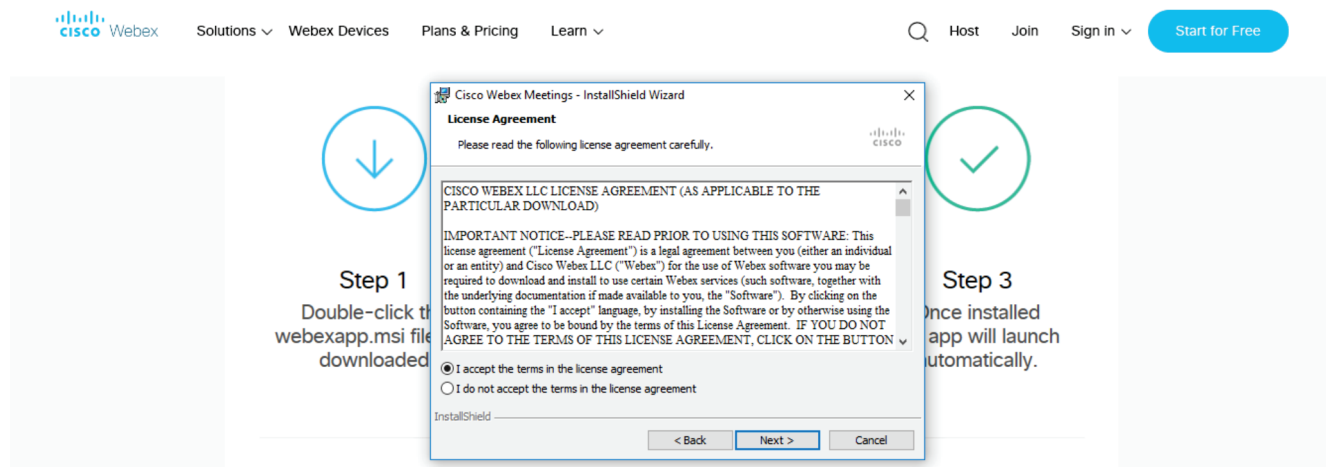 cisco Webex
Solutions
Webex Devices
Plans & Pricing
Learn
Host
Join
Sign in
Start for Free
Cisco Webex Meetings - InstallShield Wizard
License Agreement
Please read the following license agreement carefully.
cisco
CISCO WEBEX LLC LICENSE AGREEMENT (AS APPLICABLE TO THE
PARTICULAR DOWNLOAD)
IMPORTANT NOTICE--PLEASE READ PRIOR TO USING THIS SOFTWARE: This
license agreement ("License Agreement") is a legal agreement between you (either an individual
or an entity) and Cisco Webex LLC ("Webex") for the use of Webex software you may be
required to download and install to use certain Webex services (such software, together with
the underlying documentation if made available to you, the "Software"). By clicking on the
button containing the "I accept" language, by installing the Software or by otherwise using the
Software, you agree to be bound by the terms of this License Agreement. IF YOU DO NOT
AGREE TO THE TERMS OF THIS LICENSE AGREEMENT, CLICK ON THE BUTTON
I accept the terms in the license agreement
I do not accept the terms in the license agreement
InstallShield
< Back
Next >
Cancel
Step 1
Double-click
webexapp.msi
downloaded
Step 3
installed
app will launch